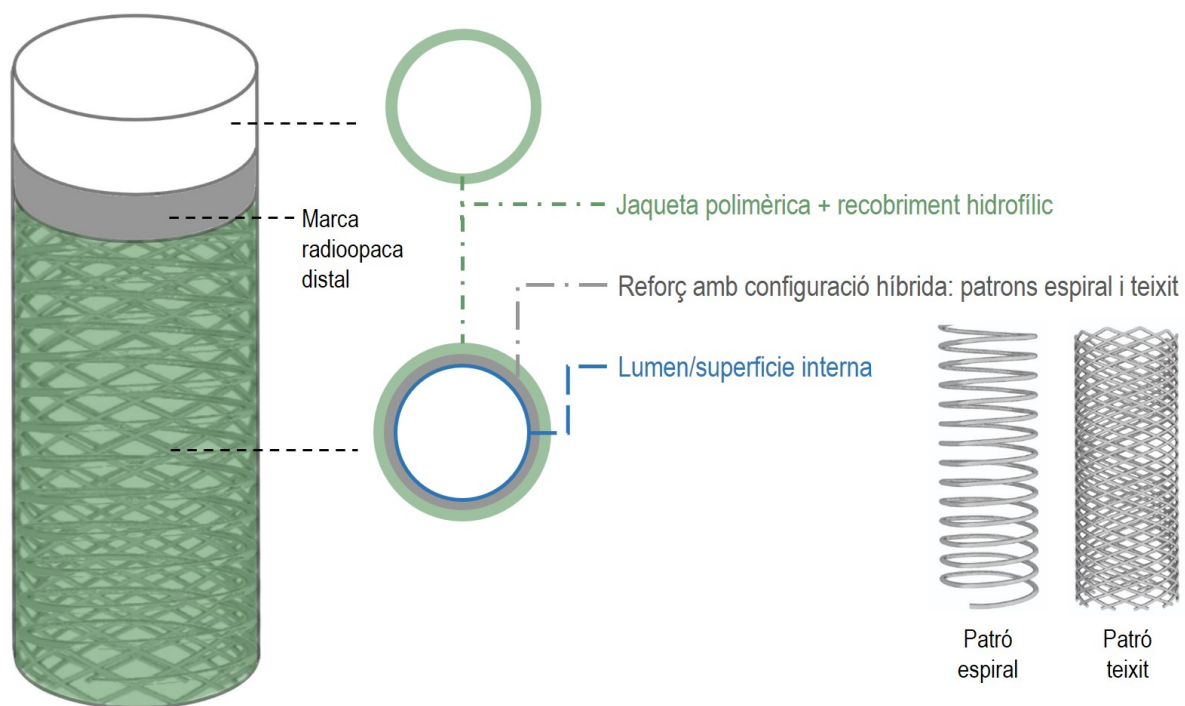 Marca
radioopaca
distal
Jaqueta polimèrica + recobriment hidrofílic
Reforç amb configuració híbrida: patrons espiral i teixit
Lumen/superficie interna
Patró
espiral
Patró
teixit